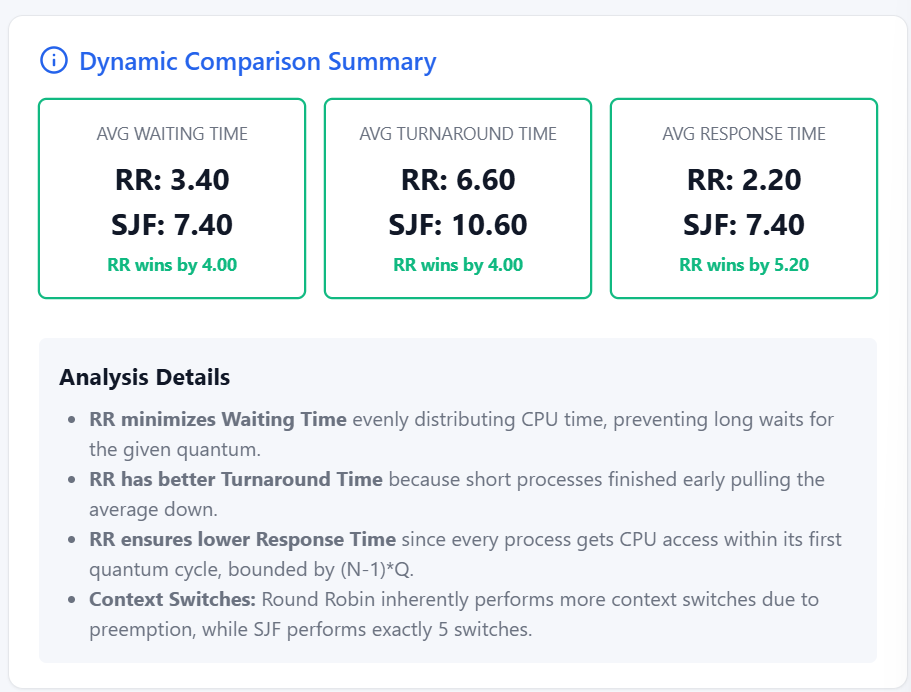 Dynamic Comparison Summary
AVG WAITING TIME
RR: 3.40
SJF: 7.40
RR wins by 4.00
AVG TURNAROUND TIME
RR: 6.60
SJF: 10.60
RR wins by 4.00
AVG RESPONSE TIME
RR: 2.20
SJF: 7.40
RR wins by 5.20
Analysis Details
• RR minimizes Waiting Time evenly distributing CPU time, preventing long waits for
the given quantum.
• RR has better Turnaround Time because short processes finished early pulling the
average down.
• RR ensures lower Response Time since every process gets CPU access within its first
quantum cycle, bounded by (N-1)*Q.
• Context Switches: Round Robin inherently performs more context switches due to
preemption, while SJF performs exactly 5 switches.